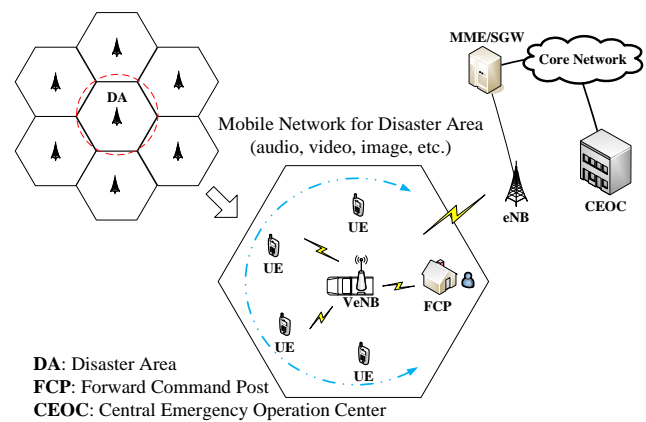 MME/SGW
Core Network
DA
Mobile Network for Disaster Area
(audio, video, image, etc.)
eNB
CEOC
UE
UE
VeNB
FCP
UE
UE
DA: Disaster Area
FCP: Forward Command Post
CEOC: Central Emergency Operation Center